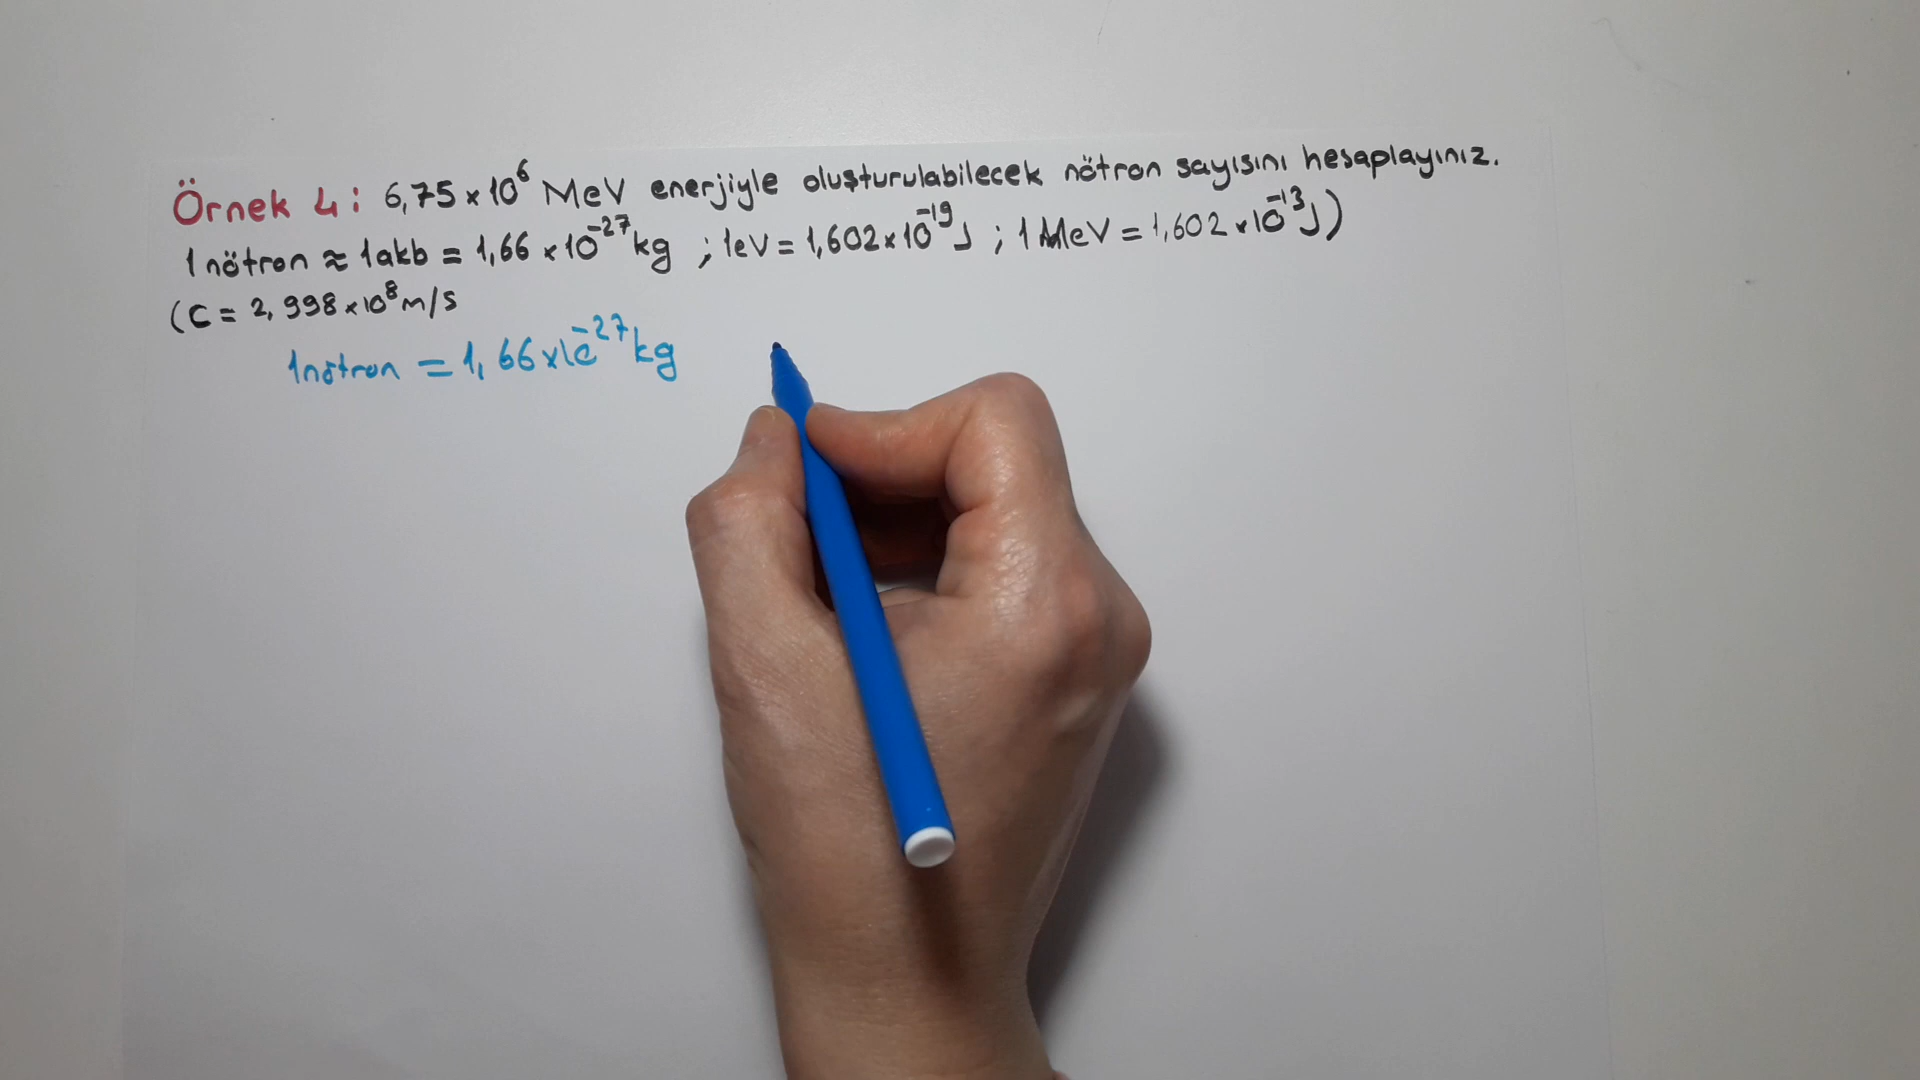 Örnek 4: 6,75 × 10⁶ MeV enerjiyle oluşturulabilecek nötron sayısını hesaplayınız.
1 nötron ≈ 1akb = 1,66 × 10⁻²⁷ kg ; 1eV = 1,602 × 10⁻¹⁹ J ; 1 MeV = 1,602 × 10⁻¹³ J)
(C = 2,998 × 10⁸ m/s
1nötron = 1,66 × 10⁻²⁷ kg